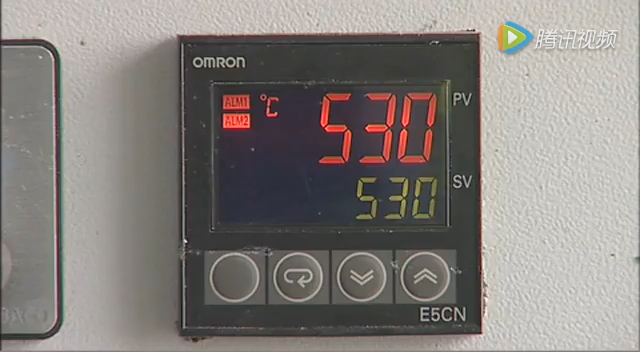 腾讯视频
OMRON
ALM1
℃
530
PV
ALM2
530
SV
E5CN